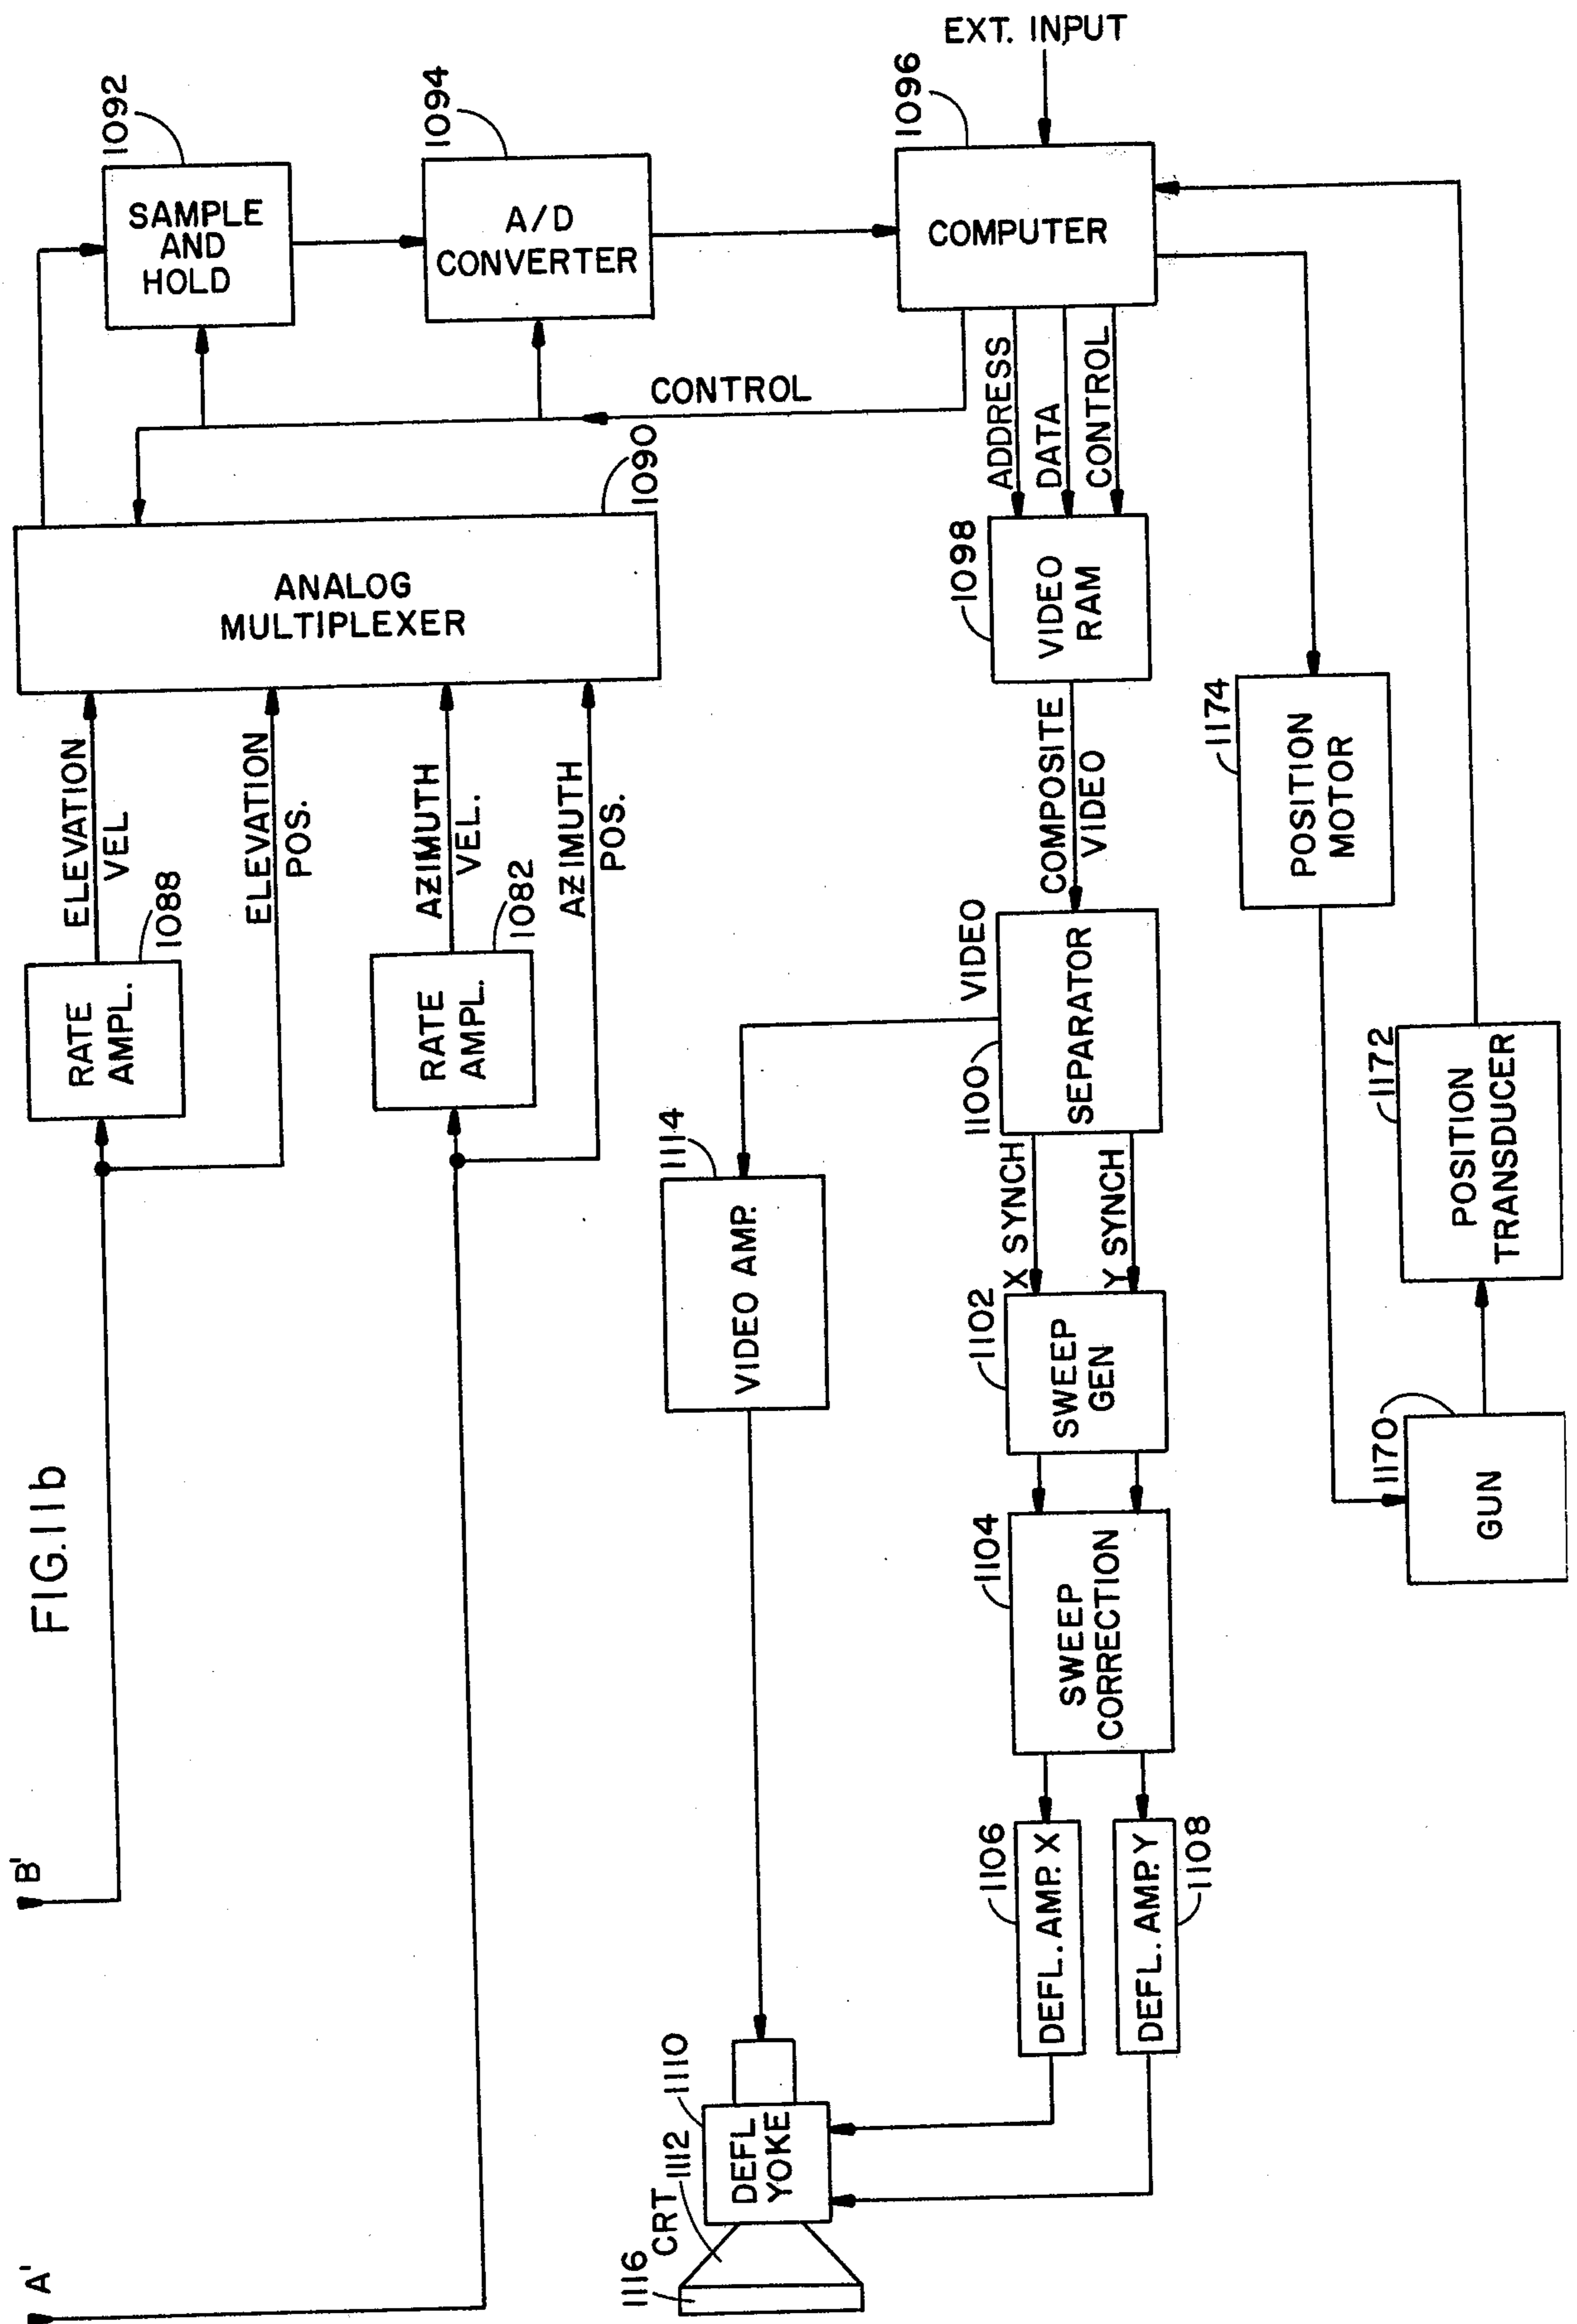 EXT. INPUT
1092
1094
1096
SAMPLE
AND
HOLD
A/D
CONVERTER
COMPUTER
CONTROL
ADDRESS
DATA
CONTROL
1090
ANALOG
MULTIPLEXER
1098
VIDEO
RAM
ELEVATION
VEL
ELEVATION
POS.
AZIMUTH
VEL.
AZIMUTH
POS.
COMPOSITE
VIDEO
1174
POSITION
MOTOR
1088
RATE
AMPL.
1082
RATE
AMPL.
VIDEO
1100
SEPARATOR
1172
POSITION
TRANSDUCER
1114
VIDEO AMP.
X SYNCH
Y SYNCH
1102
SWEEP
GEN
1170
GUN
FIG. 11b
1104
SWEEP
CORRECTION
B'
1106
DEFL. AMP. X
DEFL. AMP. Y
1108
1110
DEFL
YOKE
CRT 1112
1116
A'